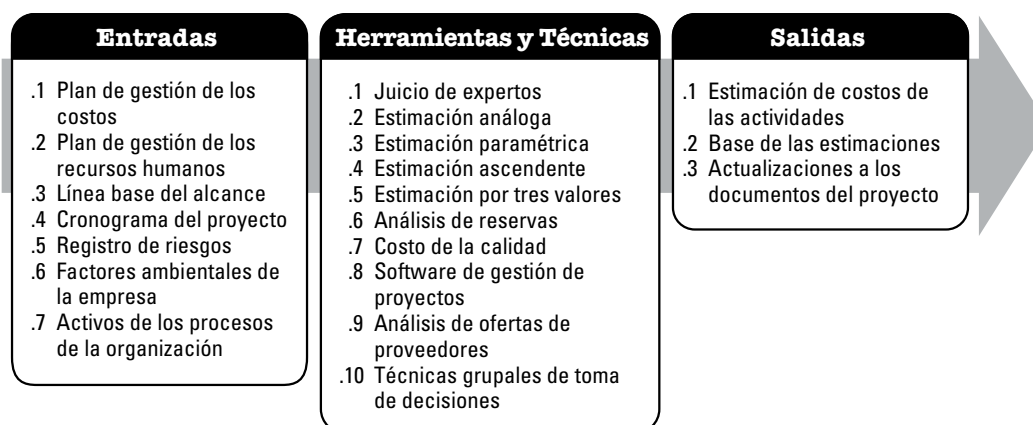 Entradas
.1 Plan de gestión de los
costos
.2 Plan de gestión de los
recursos humanos
.3 Línea base del alcance
.4 Cronograma del proyecto
.5 Registro de riesgos
.6 Factores ambientales de
la empresa
.7 Activos de los procesos
de la organización
Herramientas y Técnicas
.1 Juicio de expertos
.2 Estimación análoga
.3 Estimación paramétrica
.4 Estimación ascendente
.5 Estimación por tres valores
.6 Análisis de reservas
.7 Costo de la calidad
.8 Software de gestión de
proyectos
.9 Análisis de ofertas de
proveedores
.10 Técnicas grupales de toma
de decisiones
Salidas
.1 Estimación de costos de
las actividades
.2 Base de las estimaciones
.3 Actualizaciones a los
documentos del proyecto